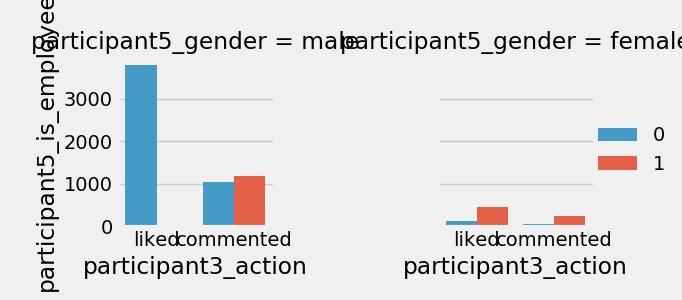 participant5_gender = male
participant5_gender = female
participant5_is_employee
3000
2000
1000
0
liked
commented
participant3_action
liked
commented
participant3_action
0
1